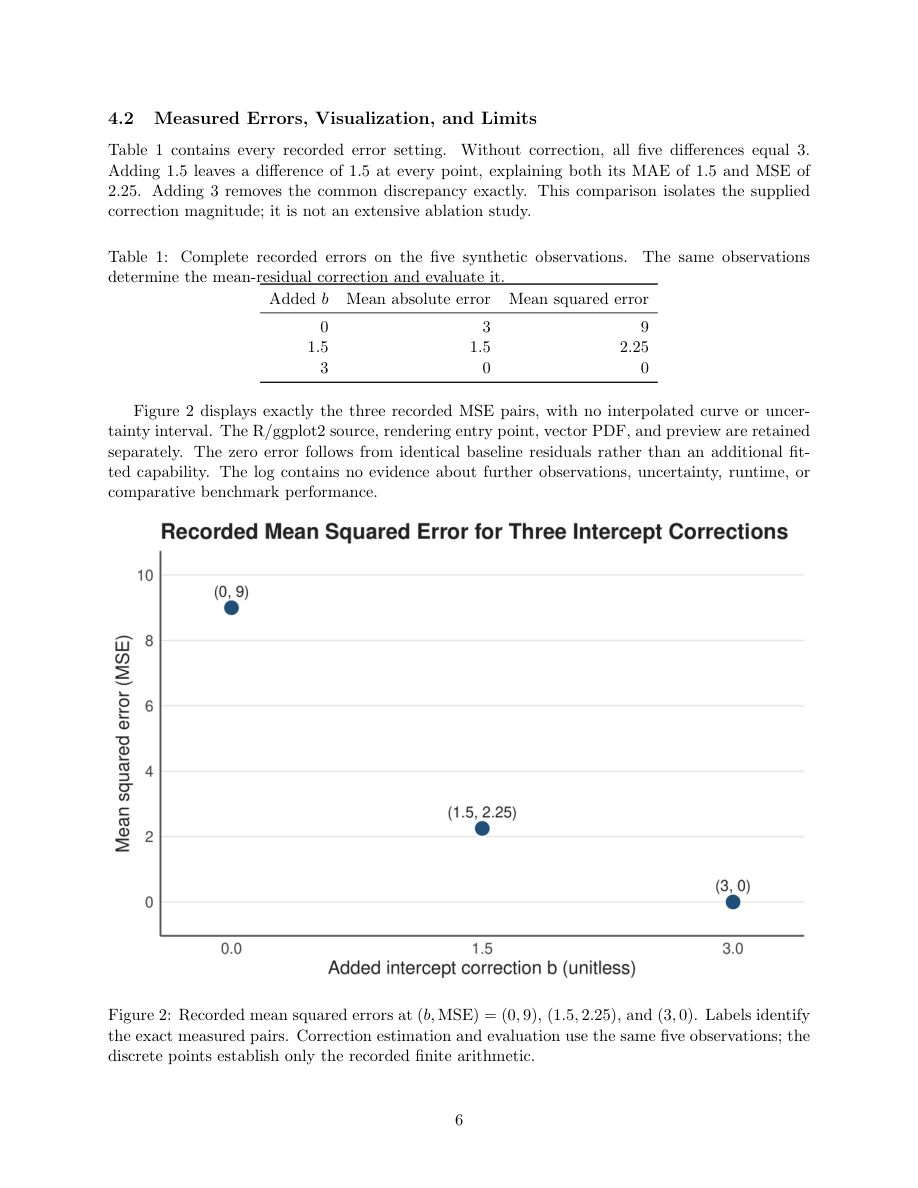 4.2 Measured Errors, Visualization, and Limits
Table 1 contains every recorded error setting. Without correction, all five differences equal 3.
Adding 1.5 leaves a difference of 1.5 at every point, explaining both its MAE of 1.5 and MSE of
2.25. Adding 3 removes the common discrepancy exactly. This comparison isolates the supplied
correction magnitude; it is not an extensive ablation study.
Table 1: Complete recorded errors on the five synthetic observations. The same observations
determine the mean-residual correction and evaluate it.
Added b Mean absolute error Mean squared error
0 3 9
1.5 1.5 2.25
3 0 0
Figure 2 displays exactly the three recorded MSE pairs, with no interpolated curve or uncer-
tainty interval. The R/ggplot2 source, rendering entry point, vector PDF, and preview are retained
separately. The zero error follows from identical baseline residuals rather than an additional fit-
ted capability. The log contains no evidence about further observations, uncertainty, runtime, or
comparative benchmark performance.
Recorded Mean Squared Error for Three Intercept Corrections
Mean squared error (MSE)
10
8
6
4
2
0
(0, 9)
(1.5, 2.25)
(3, 0)
0.0 1.5 3.0
Added intercept correction b (unitless)
Figure 2: Recorded mean squared errors at (b, MSE) = (0, 9), (1.5, 2.25), and (3, 0). Labels identify
the exact measured pairs. Correction estimation and evaluation use the same five observations; the
discrete points establish only the recorded finite arithmetic.
6